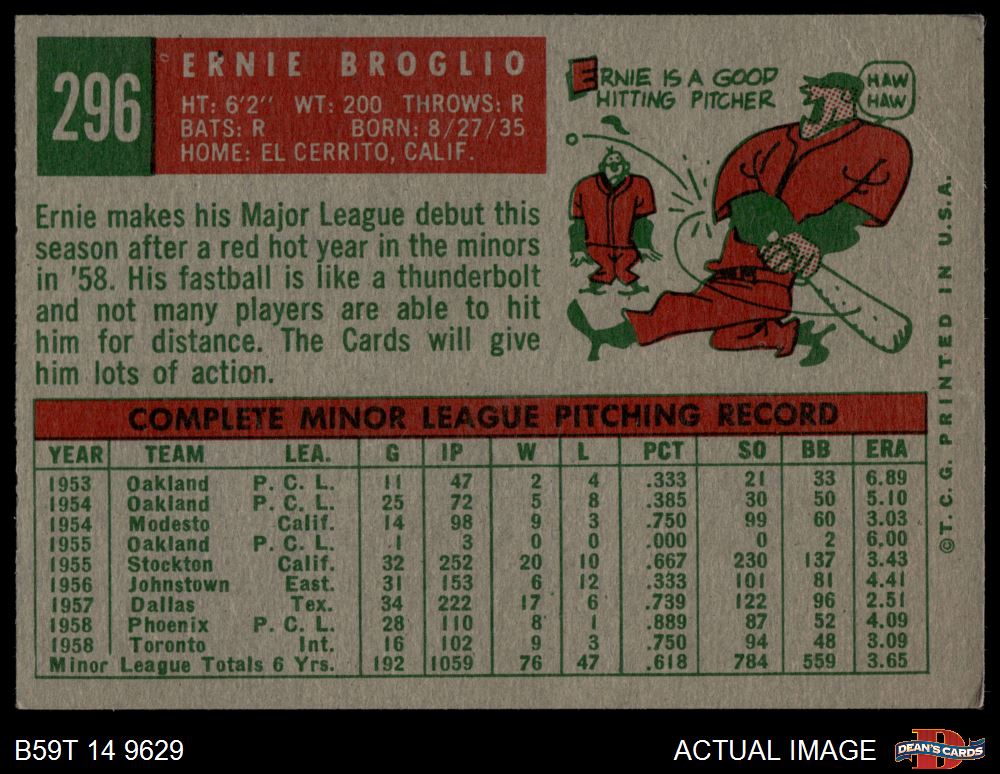 296
ERNIE BROGLIO
HT: 6'2" WT: 200 THROWS: R
BATS: R BORN: 8/27/35
HOME: EL CERRITO, CALIF.
ERNIE IS A GOOD
HITTING PITCHER
HAW
HAW
Ernie makes his Major League debut this
season after a red hot year in the minors
in '58. His fastball is like a thunderbolt
and not many players are able to hit
him for distance. The Cards will give
him lots of action.
COMPLETE MINOR LEAGUE PITCHING RECORD
YEAR TEAM LEA. G IP W L PCT SO BB ERA
1953 Oakland P. C. L. 11 47 2 4 .333 21 33 6.89
1954 Oakland P. C. L. 25 72 5 8 .385 30 50 5.10
1954 Modesto Calif. 14 98 9 3 .750 99 60 3.03
1955 Oakland P. C. L. 1 3 0 0 .000 0 2 6.00
1955 Stockton Calif. 32 252 20 10 .667 230 137 3.43
1956 Johnstown East. 31 153 6 12 .333 101 81 4.41
1957 Dallas Tex. 34 222 17 6 .739 122 96 2.51
1958 Phoenix P. C. L. 28 110 8 1 .889 87 52 4.09
1958 Toronto Int. 16 102 9 3 .750 94 48 3.09
Minor League Totals 6 Yrs. 192 1059 76 47 .618 784 559 3.65
©T. C. G. PRINTED IN U.S.A.
B59T 14 9629
ACTUAL IMAGE
DEAN'S CARDS